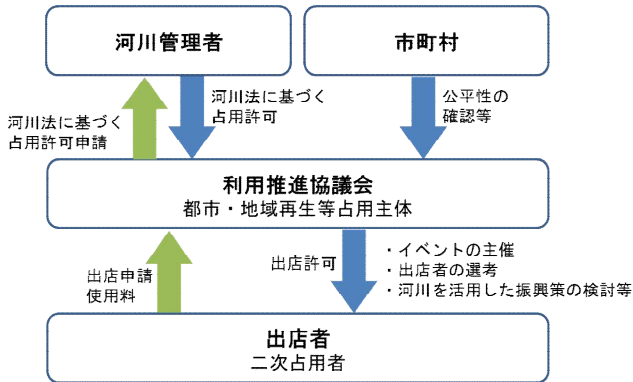 河川管理者
市町村
河川法に基づく
占用許可申請
河川法に基づく
占用許可
公平性の
確認等
利用推進協議会
都市・地域再生等占用主体
出店申請
使用料
出店許可
・イベントの主催
・出店者の選考
・河川を活用した振興策の検討等
出店者
二次占用者